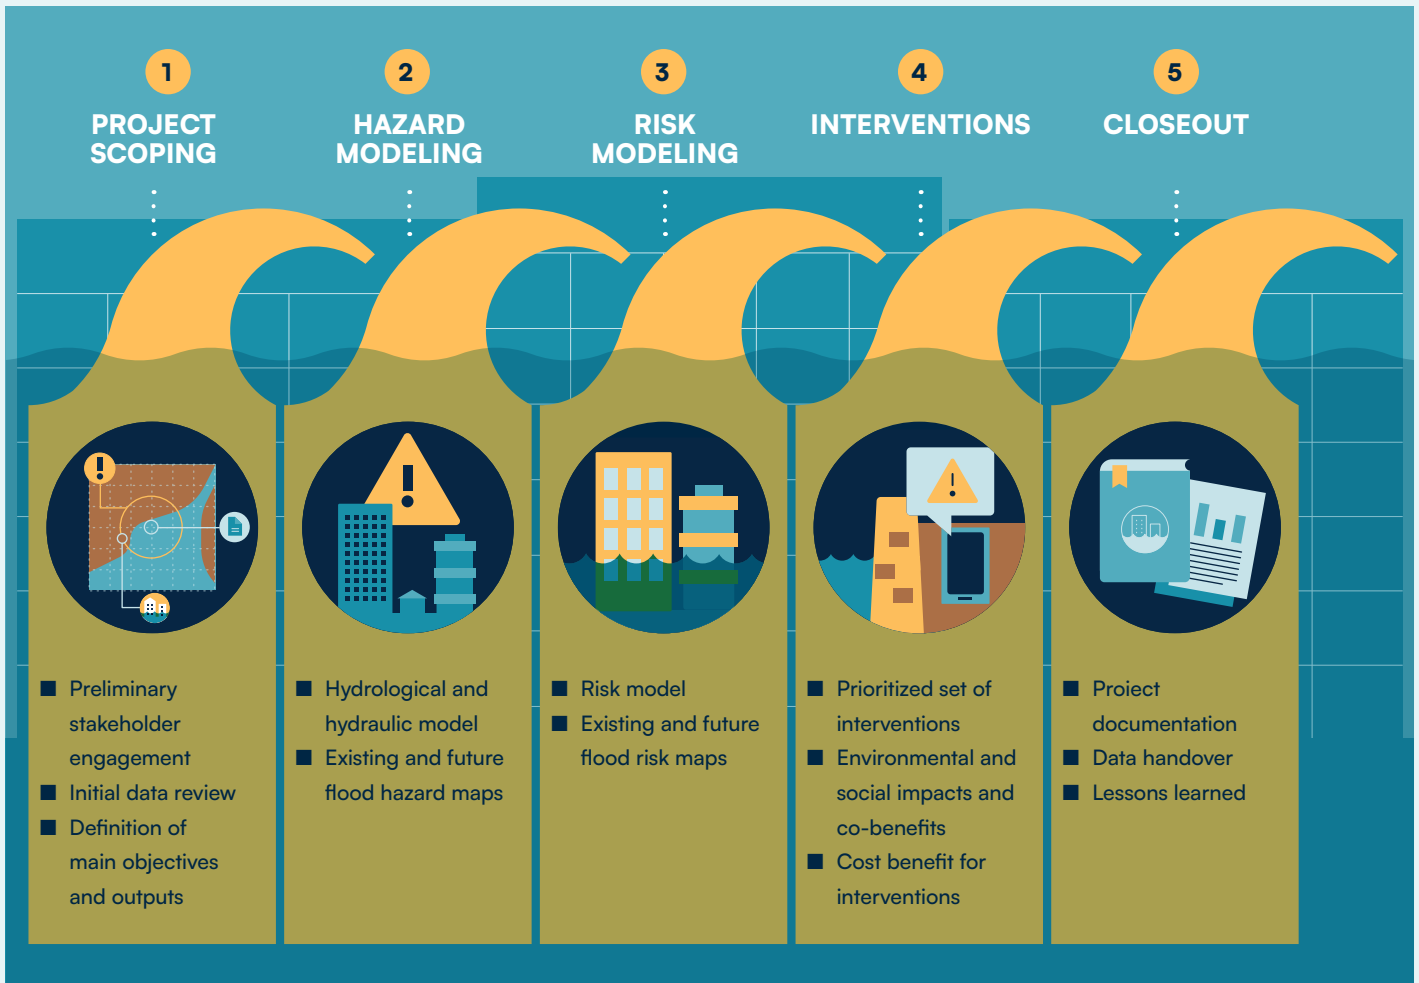 1
PROJECT
SCOPING
2
HAZARD
MODELING
3
RISK
MODELING
4
INTERVENTIONS
5
CLOSEOUT
Preliminary
stakeholder
engagement
Initial data review
Definition of
main objectives
and outputs
Hydrological and
hydraulic model
Existing and future
flood hazard maps
Risk model
Existing and future
flood risk maps
Prioritized set of
interventions
Environmental and
social impacts and
co-benefits
Cost benefit for
interventions
Proiect
documentation
Data handover
Lessons learned